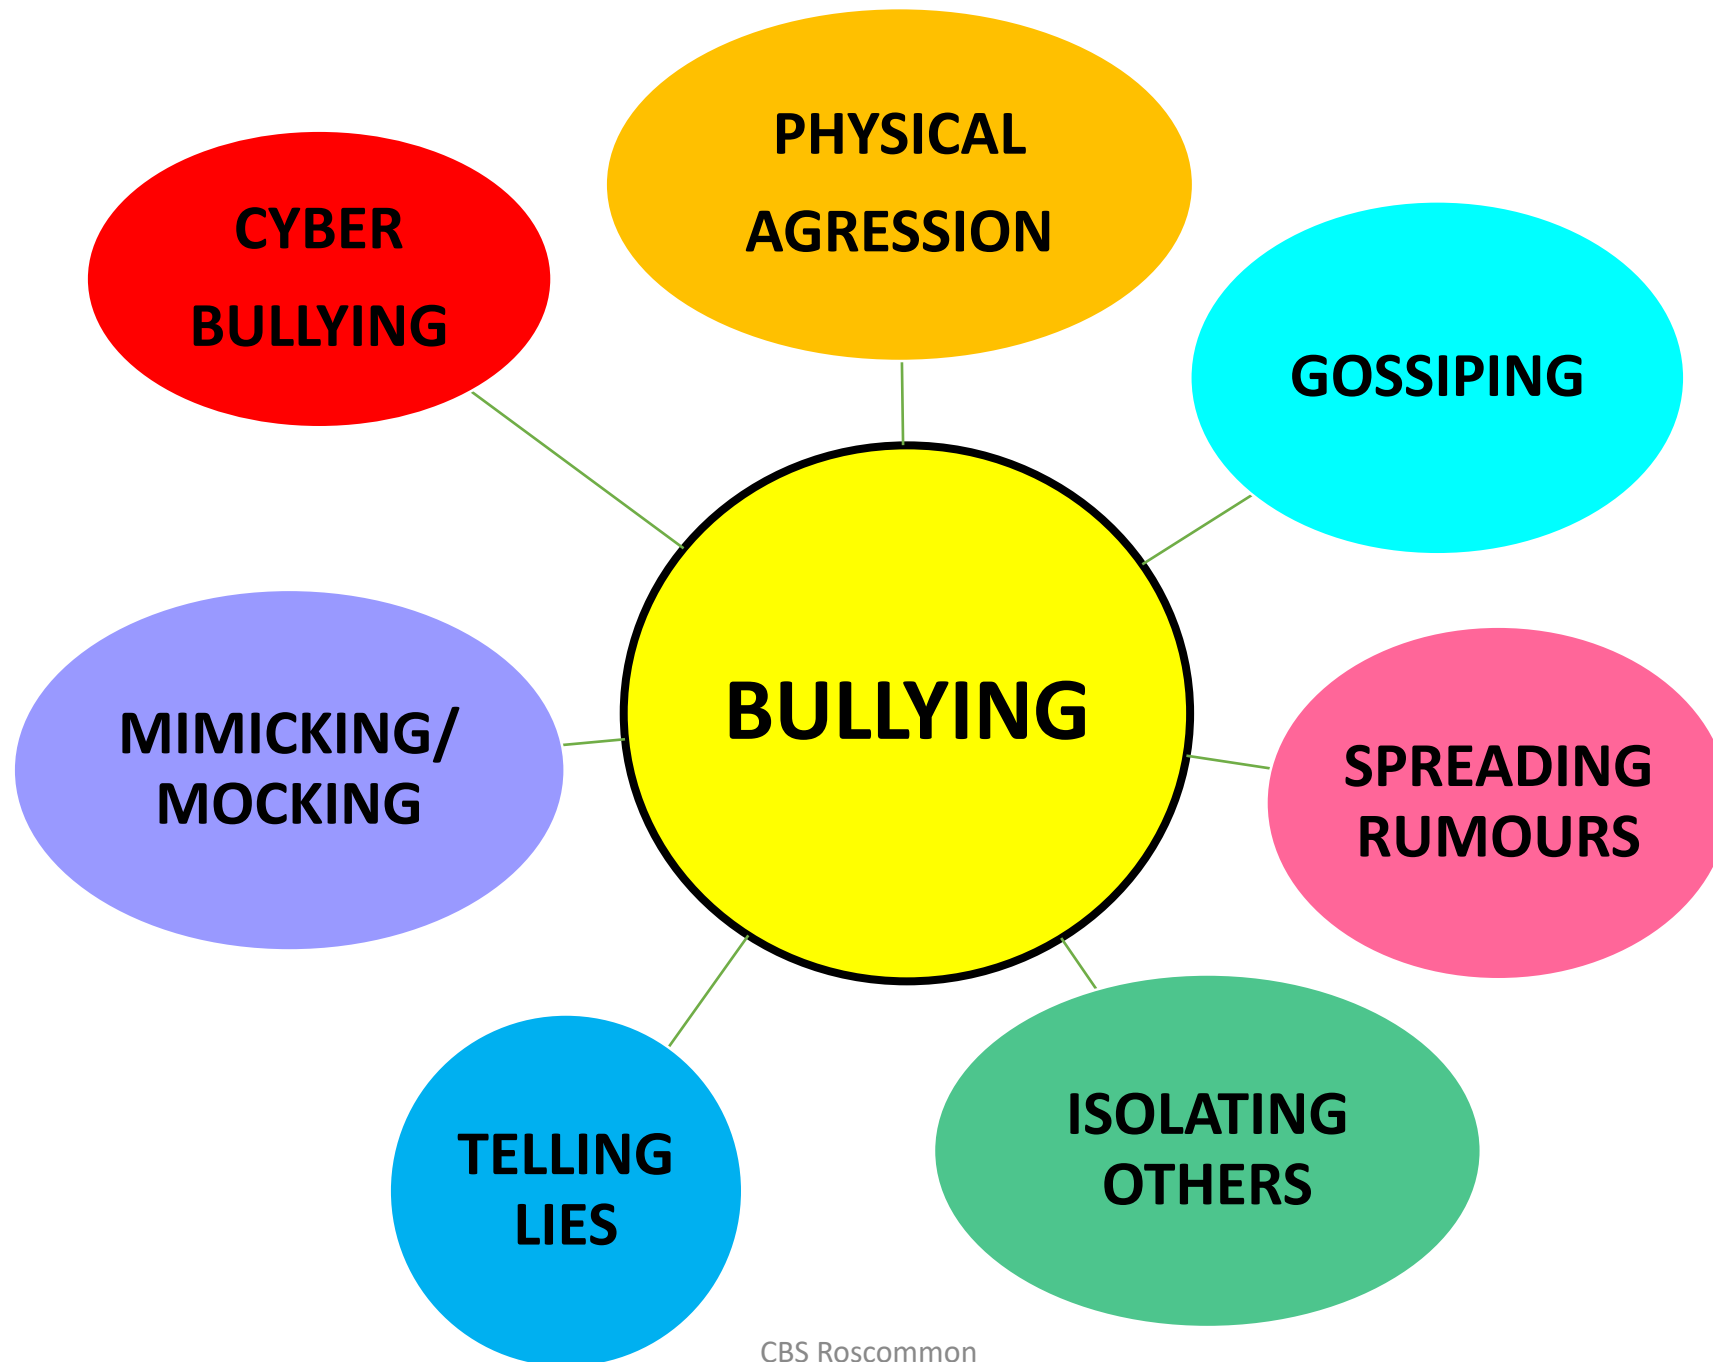 PHYSICAL
AGRESSION
CYBER
BULLYING
GOSSIPING
BULLYING
MIMICKING/
MOCKING
SPREADING
RUMOURS
TELLING
LIES
ISOLATING
OTHERS
CBS Roscommon